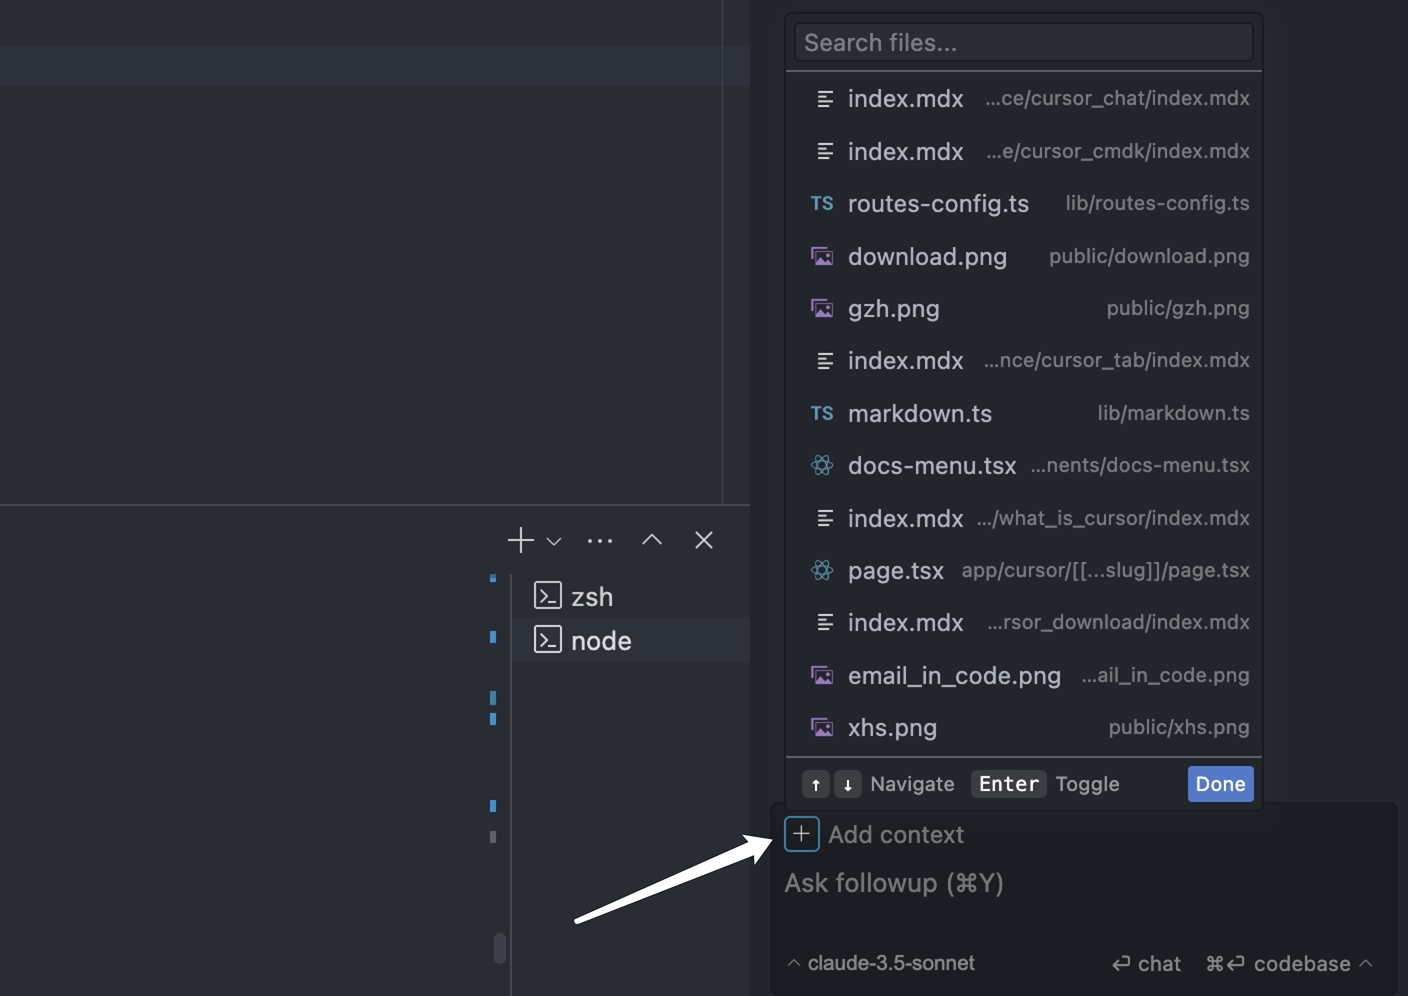 Search files...
index.mdx ...ce/cursor_chat/index.mdx
index.mdx ...e/cursor_cmdk/index.mdx
TS routes-config.ts lib/routes-config.ts
download.png public/download.png
gzh.png public/gzh.png
index.mdx ...nce/cursor_tab/index.mdx
TS markdown.ts lib/markdown.ts
docs-menu.tsx ...nents/docs-menu.tsx
index.mdx .../what_is_cursor/index.mdx
page.tsx app/cursor/[[...slug]]/page.tsx
index.mdx ...rsor_download/index.mdx
email_in_code.png ...ail_in_code.png
xhs.png public/xhs.png
↑ ↓ Navigate Enter Toggle Done
zsh
node
+ Add context
Ask followup (⌘Y)
claude-3.5-sonnet ⏎ chat ⌘⏎ codebase